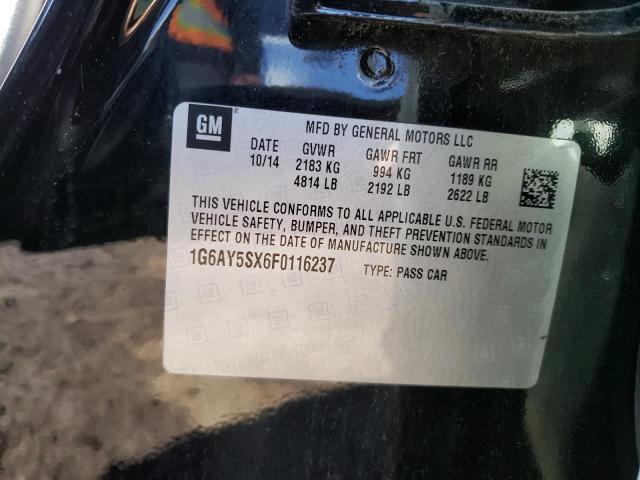 GM
MFD BY GENERAL MOTORS LLC
DATE GVWR GAWR FRT GAWR RR
10/14 2183 KG 994 KG 1189 KG
4814 LB 2192 LB 2622 LB
THIS VEHICLE CONFORMS TO ALL APPLICABLE U.S. FEDERAL MOTOR
VEHICLE SAFETY, BUMPER, AND THEFT PREVENTION STANDARDS IN
EFFECT ON THE DATE OF MANUFACTURE SHOWN ABOVE.
1G6AY5SX6F0116237 TYPE: PASS CAR